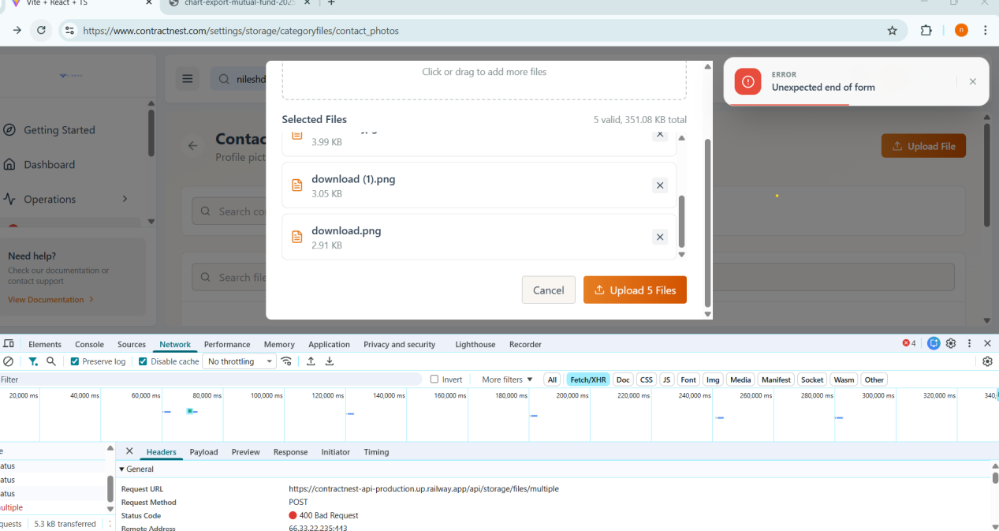 Vite + React + TS
chart-export-mutual-fund-202
https://www.contractnest.com/settings/storage/categoryfiles/contact_photos
n
nileshd
Getting Started
Dashboard
Operations
Need help?
Check our documentation or
contact support
View Documentation
Contac
Profile pict
Search co
Search file
Upload File
Click or drag to add more files
Selected Files
5 valid, 351.08 KB total
3.99 KB
download (1).png
3.05 KB
download.png
2.91 KB
Cancel
Upload 5 Files
ERROR
Unexpected end of form
Elements Console Sources Network Performance Memory Application Privacy and security Lighthouse Recorder
4
Preserve log Disable cache No throttling
Filter
Invert More filters All Fetch/XHR Doc CSS JS Font Img Media Manifest Socket Wasm Other
20,000 ms 40,000 ms 60,000 ms 80,000 ms 100,000 ms 120,000 ms 140,000 ms 160,000 ms 180,000 ms 200,000 ms 220,000 ms 240,000 ms 260,000 ms 280,000 ms 300,000 ms 320,000 ms 340,
e
atus
atus
atus
ultiple
quests 5.3 kB transferred
Headers Payload Preview Response Initiator Timing
General
Request URL https://contractnest-api-production.up.railway.app/api/storage/files/multiple
Request Method POST
Status Code 400 Bad Request
Remote Address 66.33.22.235:443